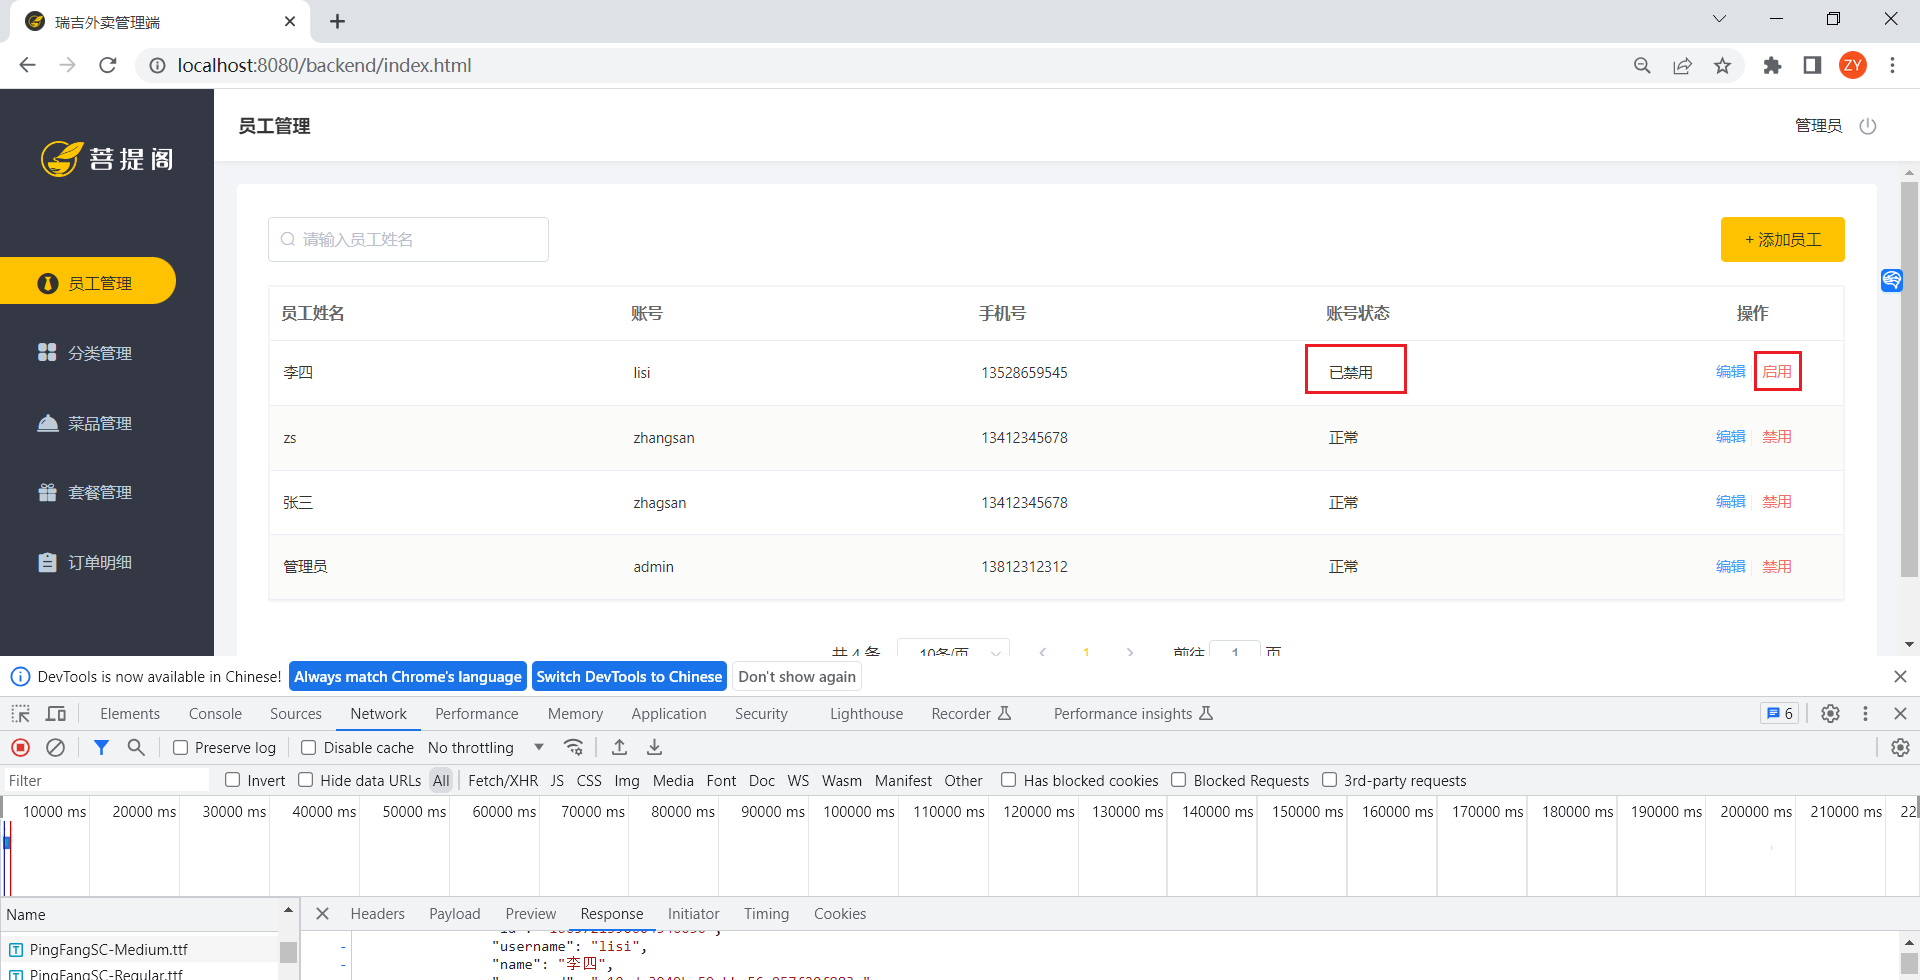 瑞吉外卖管理端
localhost:8080/backend/index.html
ZY
菩提阁
员工管理
管理员
员工管理
分类管理
菜品管理
套餐管理
订单明细
请输入员工姓名
+ 添加员工
员工姓名 账号 手机号 账号状态 操作
李四 lisi 13528659545 已禁用 编辑 启用
zs zhangsan 13412345678 正常 编辑 禁用
张三 zhagsan 13412345678 正常 编辑 禁用
管理员 admin 13812312312 正常 编辑 禁用
共 4 条 10条/页 1 前往 1 页
DevTools is now available in Chinese! Always match Chrome's language Switch DevTools to Chinese Don't show again
Elements Console Sources Network Performance Memory Application Security Lighthouse Recorder Performance insights 6
Preserve log Disable cache No throttling
Filter Invert Hide data URLs All Fetch/XHR JS CSS Img Media Font Doc WS Wasm Manifest Other Has blocked cookies Blocked Requests 3rd-party requests
10000 ms 20000 ms 30000 ms 40000 ms 50000 ms 60000 ms 70000 ms 80000 ms 90000 ms 100000 ms 110000 ms 120000 ms 130000 ms 140000 ms 150000 ms 160000 ms 170000 ms 180000 ms 190000 ms 200000 ms 210000 ms 22
Name
Headers Payload Preview Response Initiator Timing Cookies
PingFangSC-Medium.ttf
PingFangSC-Regular.ttf
- "username": "lisi",
- "name": "李四",